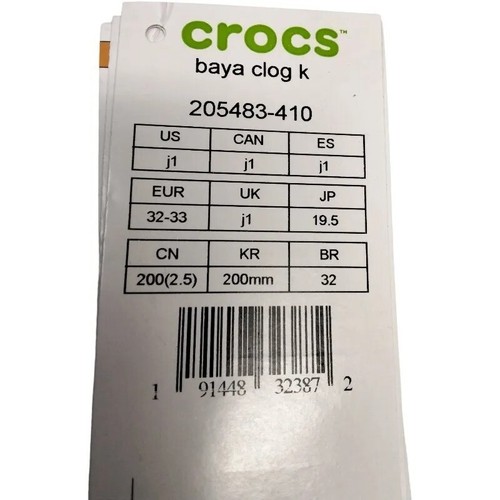 crocs™
baya clog k
205483-410
US CAN ES
j1 j1 j1
EUR UK JP
32-33 j1 19.5
CN KR BR
200(2.5) 200mm 32
1 91448 32387 2